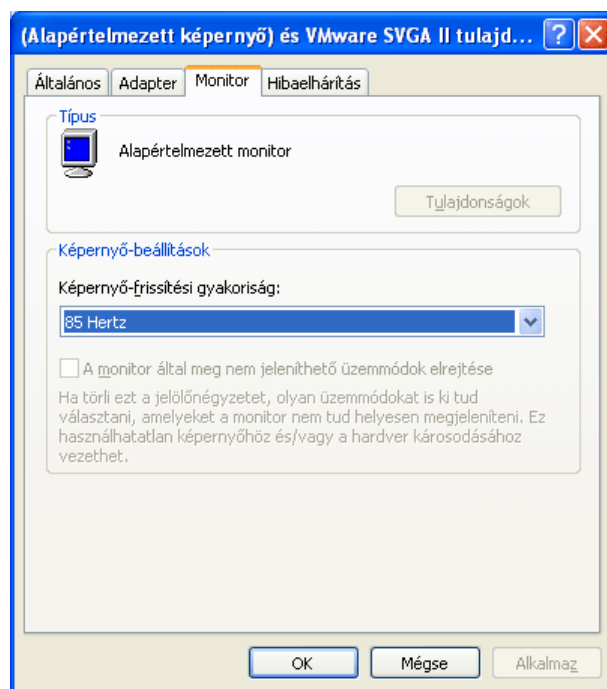 (Alapértelmezett képernyő) és VMware SVGA II tulajd...
Általános Adapter Monitor Hibaelhárítás
Típus
Alapértelmezett monitor
Tulajdonságok
Képernyő-beállítások
Képernyő-frissítési gyakoriság:
85 Hertz
A monitor által meg nem jeleníthető üzemmódok elrejtése
Ha törli ezt a jelölőnégyzetet, olyan üzemmódokat is ki tud
választani, amelyeket a monitor nem tud helyesen megjeleníteni. Ez
használhatatlan képernyőhöz és/vagy a hardver károsodásához
vezethet.
OK Mégse Alkalmaz